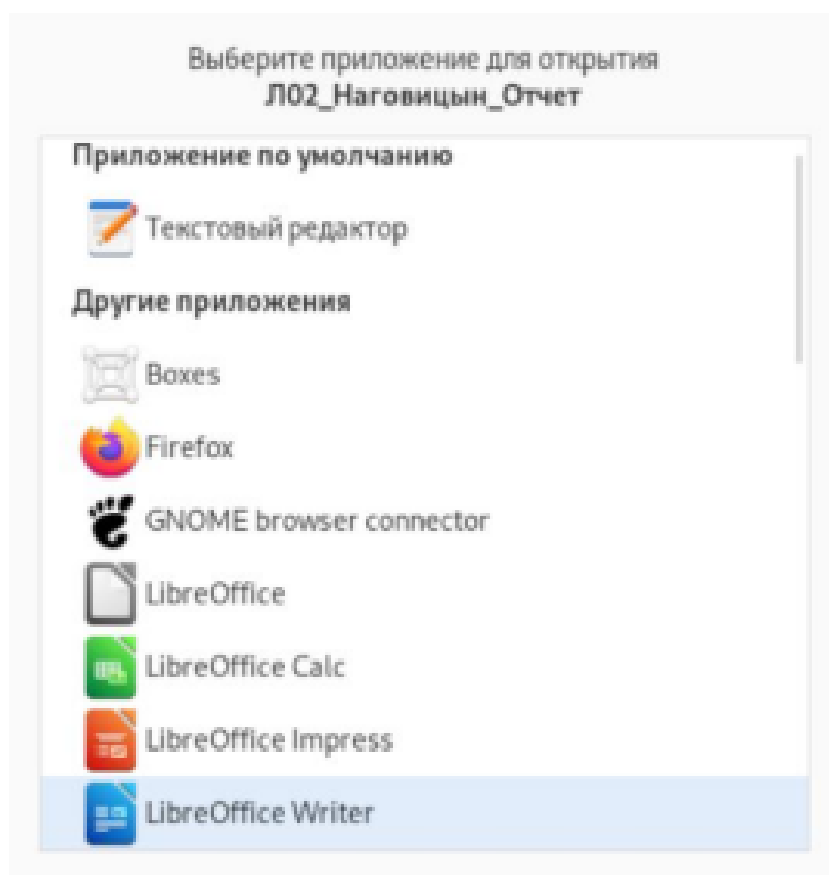 Выберите приложение для открытия
Л02_Наговицын_Отчет
Приложение по умолчанию
Текстовый редактор
Другие приложения
Boxes
Firefox
GNOME browser connector
LibreOffice
LibreOffice Calc
LibreOffice Impress
LibreOffice Writer